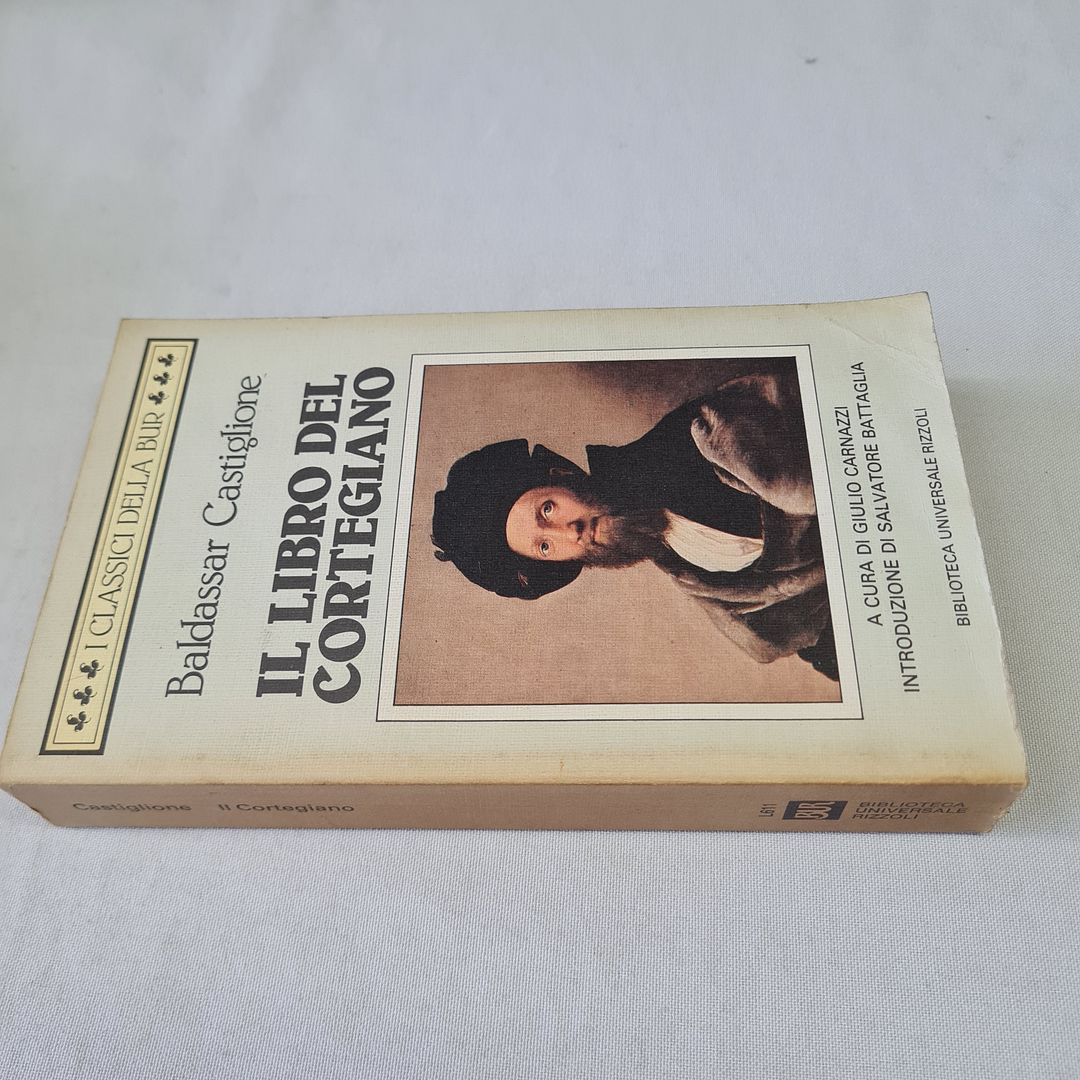 I CLASSICI DELLA BUR
Baldassar Castiglione
IL LIBRO DEL
CORTEGIANO
A CURA DI GIULIO CARNAZZI
INTRODUZIONE DI SALVATORE BATTAGLIA
BIBLIOTECA UNIVERSALE RIZZOLI
Castiglione Il Cortegiano
L611
BUR
BIBLIOTECA
UNIVERSALE
RIZZOLI